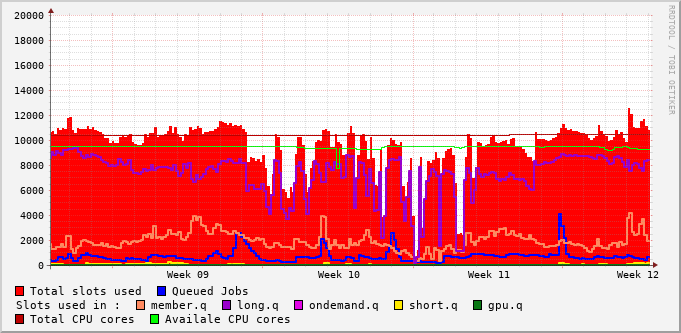 20000
18000
16000
14000
12000
10000
8000
6000
4000
2000
0
Week 09 Week 10 Week 11 Week 12
Total slots used Queued Jobs
Slots used in : member.q long.q ondemand.q short.q gpu.q
Total CPU cores Availale CPU cores
RRDTOOL / TOBI OETIKER